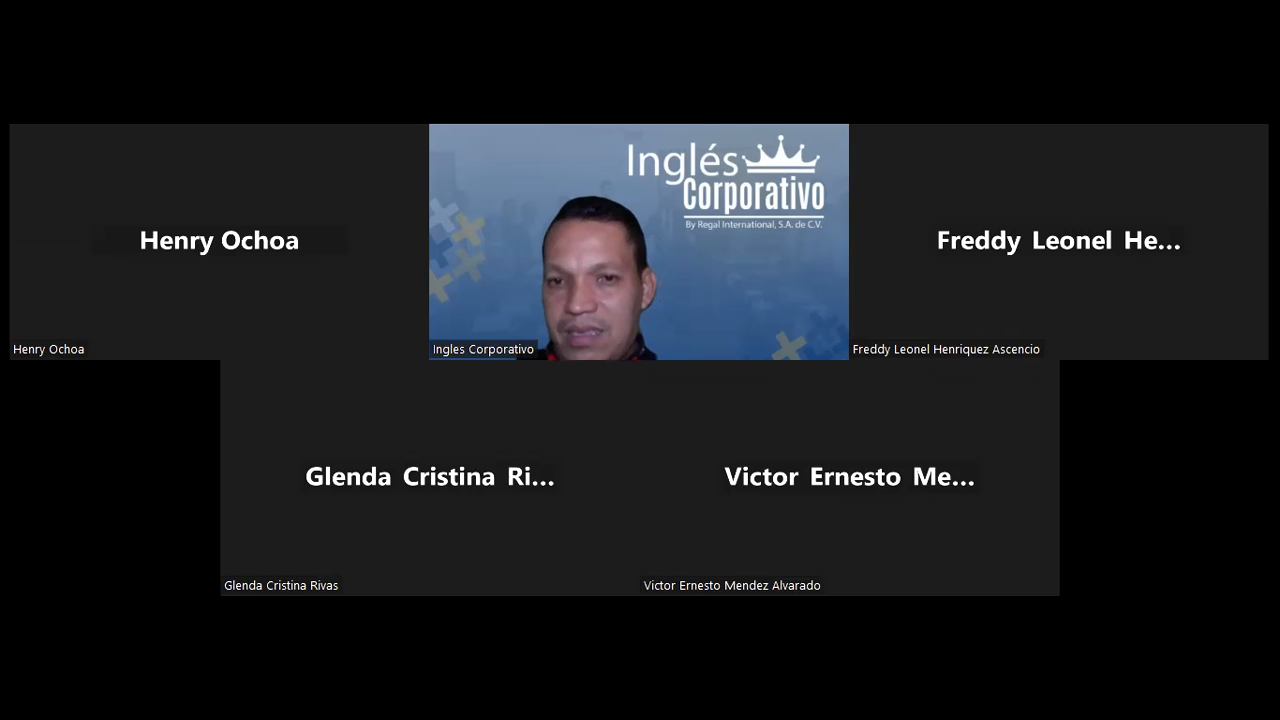 Henry Ochoa
Henry Ochoa
Inglés
Corporativo
By Regal International, S.A. de C.V.
Ingles Corporativo
Freddy Leonel He...
Freddy Leonel Henriquez Ascencio
Glenda Cristina Ri...
Glenda Cristina Rivas
Victor Ernesto Me...
Victor Ernesto Mendez Alvarado